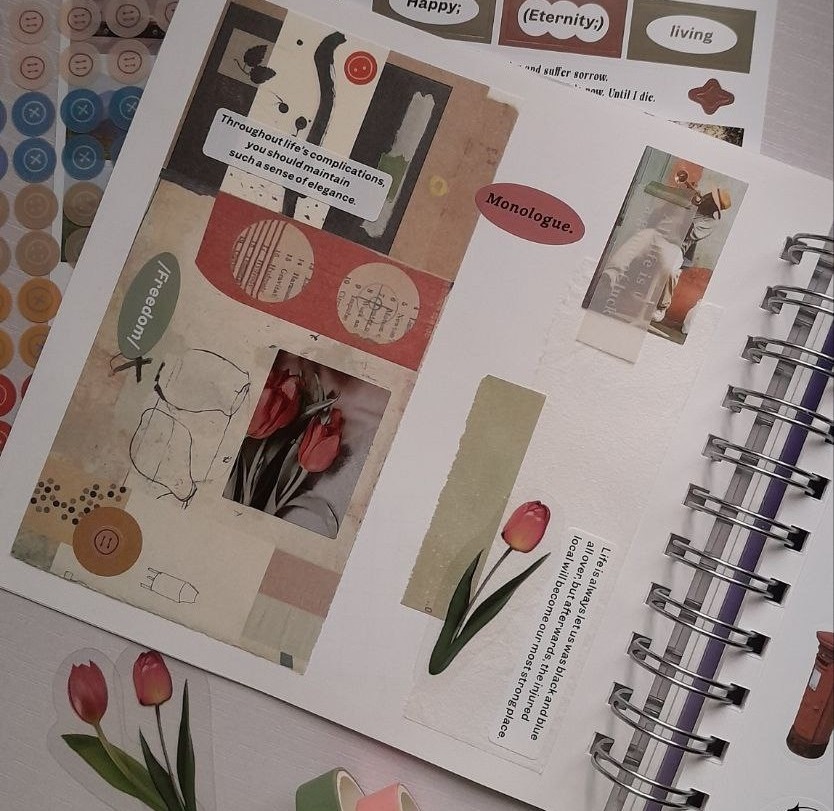 Happy;
(Eternity;)
living
and suffer sorrow.
now. Until I die.
Throughout life's complications,
you should maintain
such a sense of elegance.
Monologue.
/Freedom/
Life is always let us was black and blue
all over, but afterwards, the injured
local will become our most strong place.